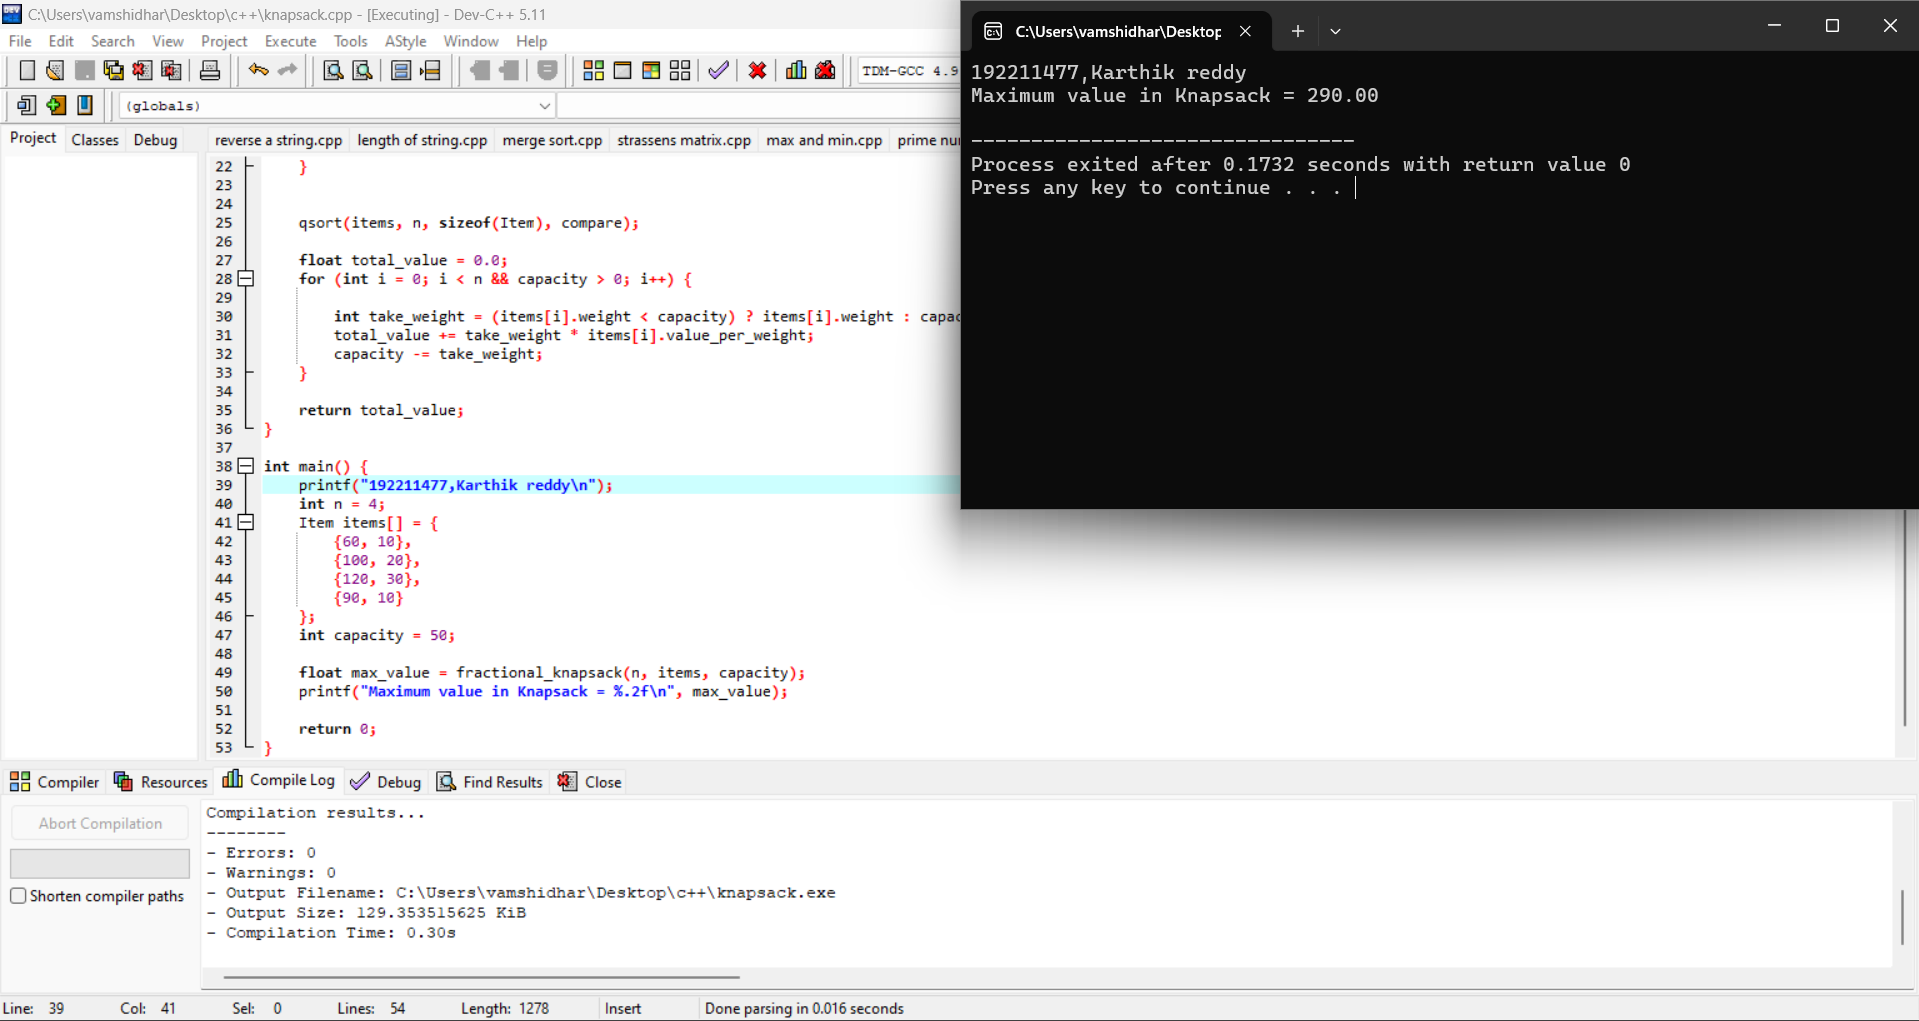 C:\Users\vamshidhar\Desktop\c++\knapsack.cpp - [Executing] - Dev-C++ 5.11
File Edit Search View Project Execute Tools AStyle Window Help
TDM-GCC 4.9
(globals)
Project Classes Debug
reverse a string.cpp length of string.cpp merge sort.cpp strassens matrix.cpp max and min.cpp prime nu
22 }
23
24
25 qsort(items, n, sizeof(Item), compare);
26
27 float total_value = 0.0;
28 for (int i = 0; i < n && capacity > 0; i++) {
29
30 int take_weight = (items[i].weight < capacity) ? items[i].weight : capac
31 total_value += take_weight * items[i].value_per_weight;
32 capacity -= take_weight;
33 }
34
35 return total_value;
36 }
37
38 int main() {
39 printf("192211477,Karthik reddy\n");
40 int n = 4;
41 Item items[] = {
42 {60, 10},
43 {100, 20},
44 {120, 30},
45 {90, 10}
46 };
47 int capacity = 50;
48
49 float max_value = fractional_knapsack(n, items, capacity);
50 printf("Maximum value in Knapsack = %.2f\n", max_value);
51
52 return 0;
53 }
C:\Users\vamshidhar\Desktop
192211477,Karthik reddy
Maximum value in Knapsack = 290.00
--------------------------------
Process exited after 0.1732 seconds with return value 0
Press any key to continue . . .
Compiler Resources Compile Log Debug Find Results Close
Abort Compilation
Shorten compiler paths
Compilation results...
--------
- Errors: 0
- Warnings: 0
- Output Filename: C:\Users\vamshidhar\Desktop\c++\knapsack.exe
- Output Size: 129.353515625 KiB
- Compilation Time: 0.30s
Line: 39 Col: 41 Sel: 0 Lines: 54 Length: 1278 Insert Done parsing in 0.016 seconds